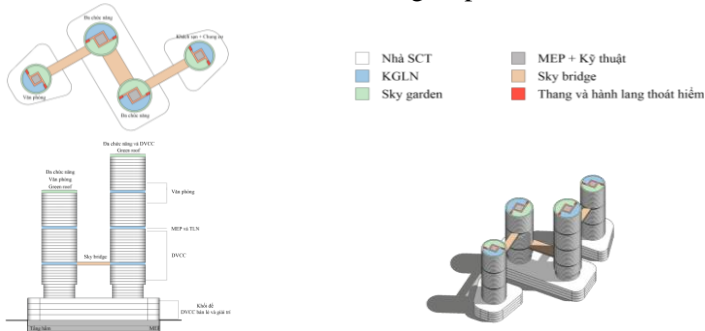 Đa chức năng
Khách sạn + Chung cư
Văn phòng
Đa chức năng
Nhà SCT
KGLN
Sky garden
MEP + Kỹ thuật
Sky bridge
Thang và hành lang thoát hiểm
Đa chức năng và DVCC
Green roof
Đa chức năng
Văn phòng
Green roof
Văn phòng
MEP và TLN
Sky bridge
DVCC
Khối đế
DVCC bán lẻ và giải trí
Tầng hầm
MEP